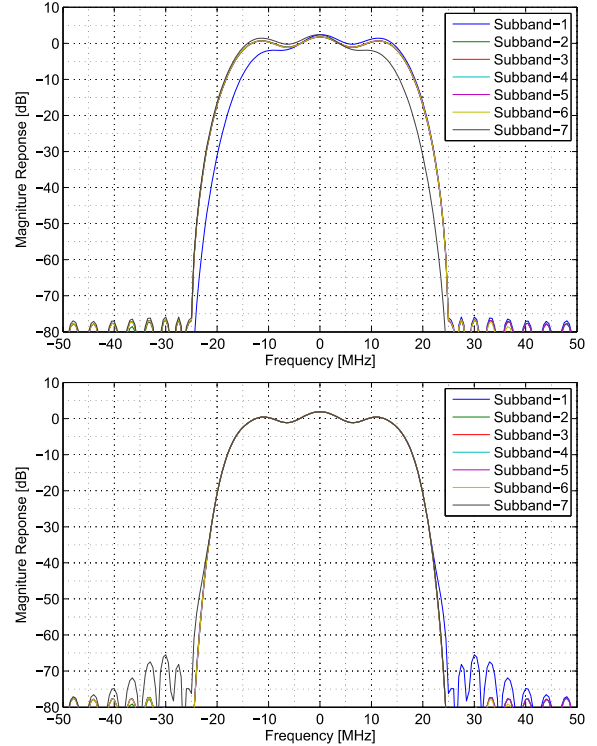 10
0
−10
−20
−30
−40
−50
−60
−70
−80
Magniture Reponse [dB]
−50 −40 −30 −20 −10 0 10 20 30 40 50
Frequency [MHz]
Subband−1
Subband−2
Subband−3
Subband−4
Subband−5
Subband−6
Subband−7
10
0
−10
−20
−30
−40
−50
−60
−70
−80
Magniture Reponse [dB]
−50 −40 −30 −20 −10 0 10 20 30 40 50
Frequency [MHz]
Subband−1
Subband−2
Subband−3
Subband−4
Subband−5
Subband−6
Subband−7